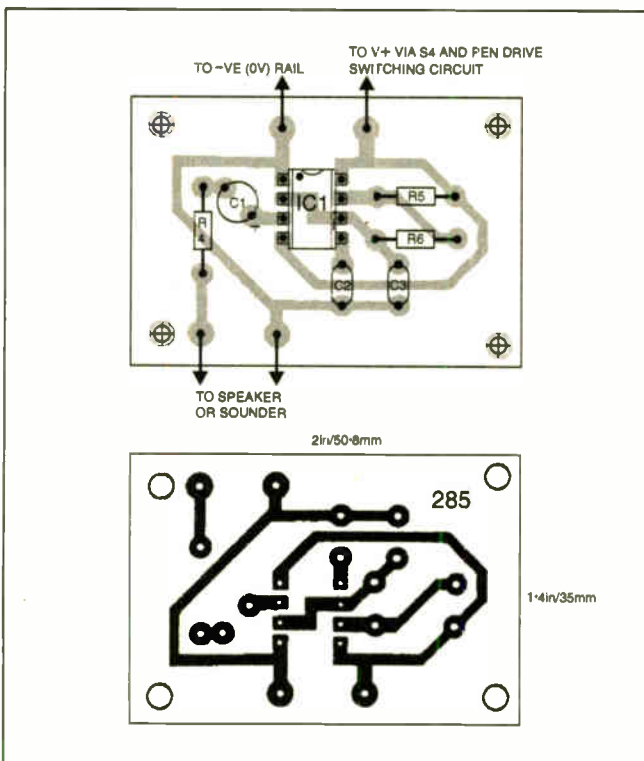 TO -VE (0V) RAIL
TO V+ VIA S4 AND PEN DRIVE
SWITCHING CIRCUIT
C1
IC1
R5
R4
R6
+
C2
C3
TO SPEAKER
OR SOUNDER
2in/50·8mm
285
1·4in/35mm